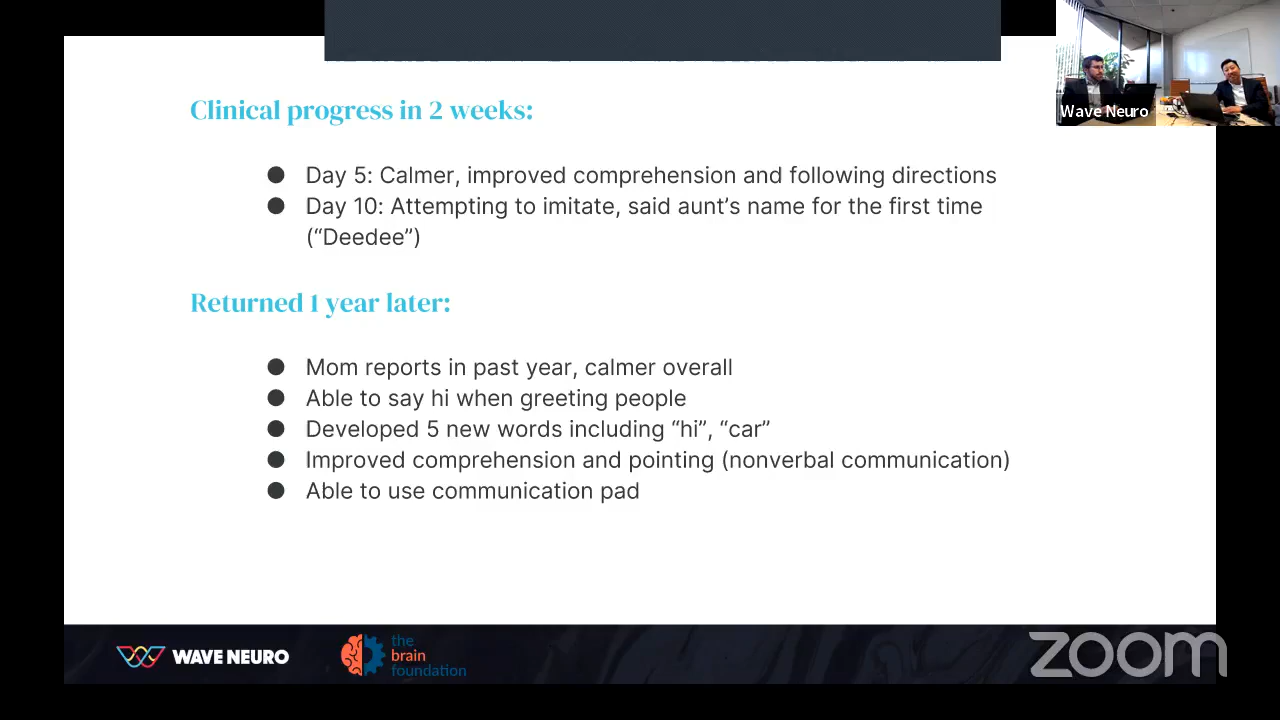 Wave Neuro
Clinical progress in 2 weeks:
● Day 5: Calmer, improved comprehension and following directions
● Day 10: Attempting to imitate, said aunt’s name for the first time
(“Deedee”)
Returned 1 year later:
● Mom reports in past year, calmer overall
● Able to say hi when greeting people
● Developed 5 new words including “hi”, “car”
● Improved comprehension and pointing (nonverbal communication)
● Able to use communication pad
WAVE NEURO
the
brain
foundation
zoom